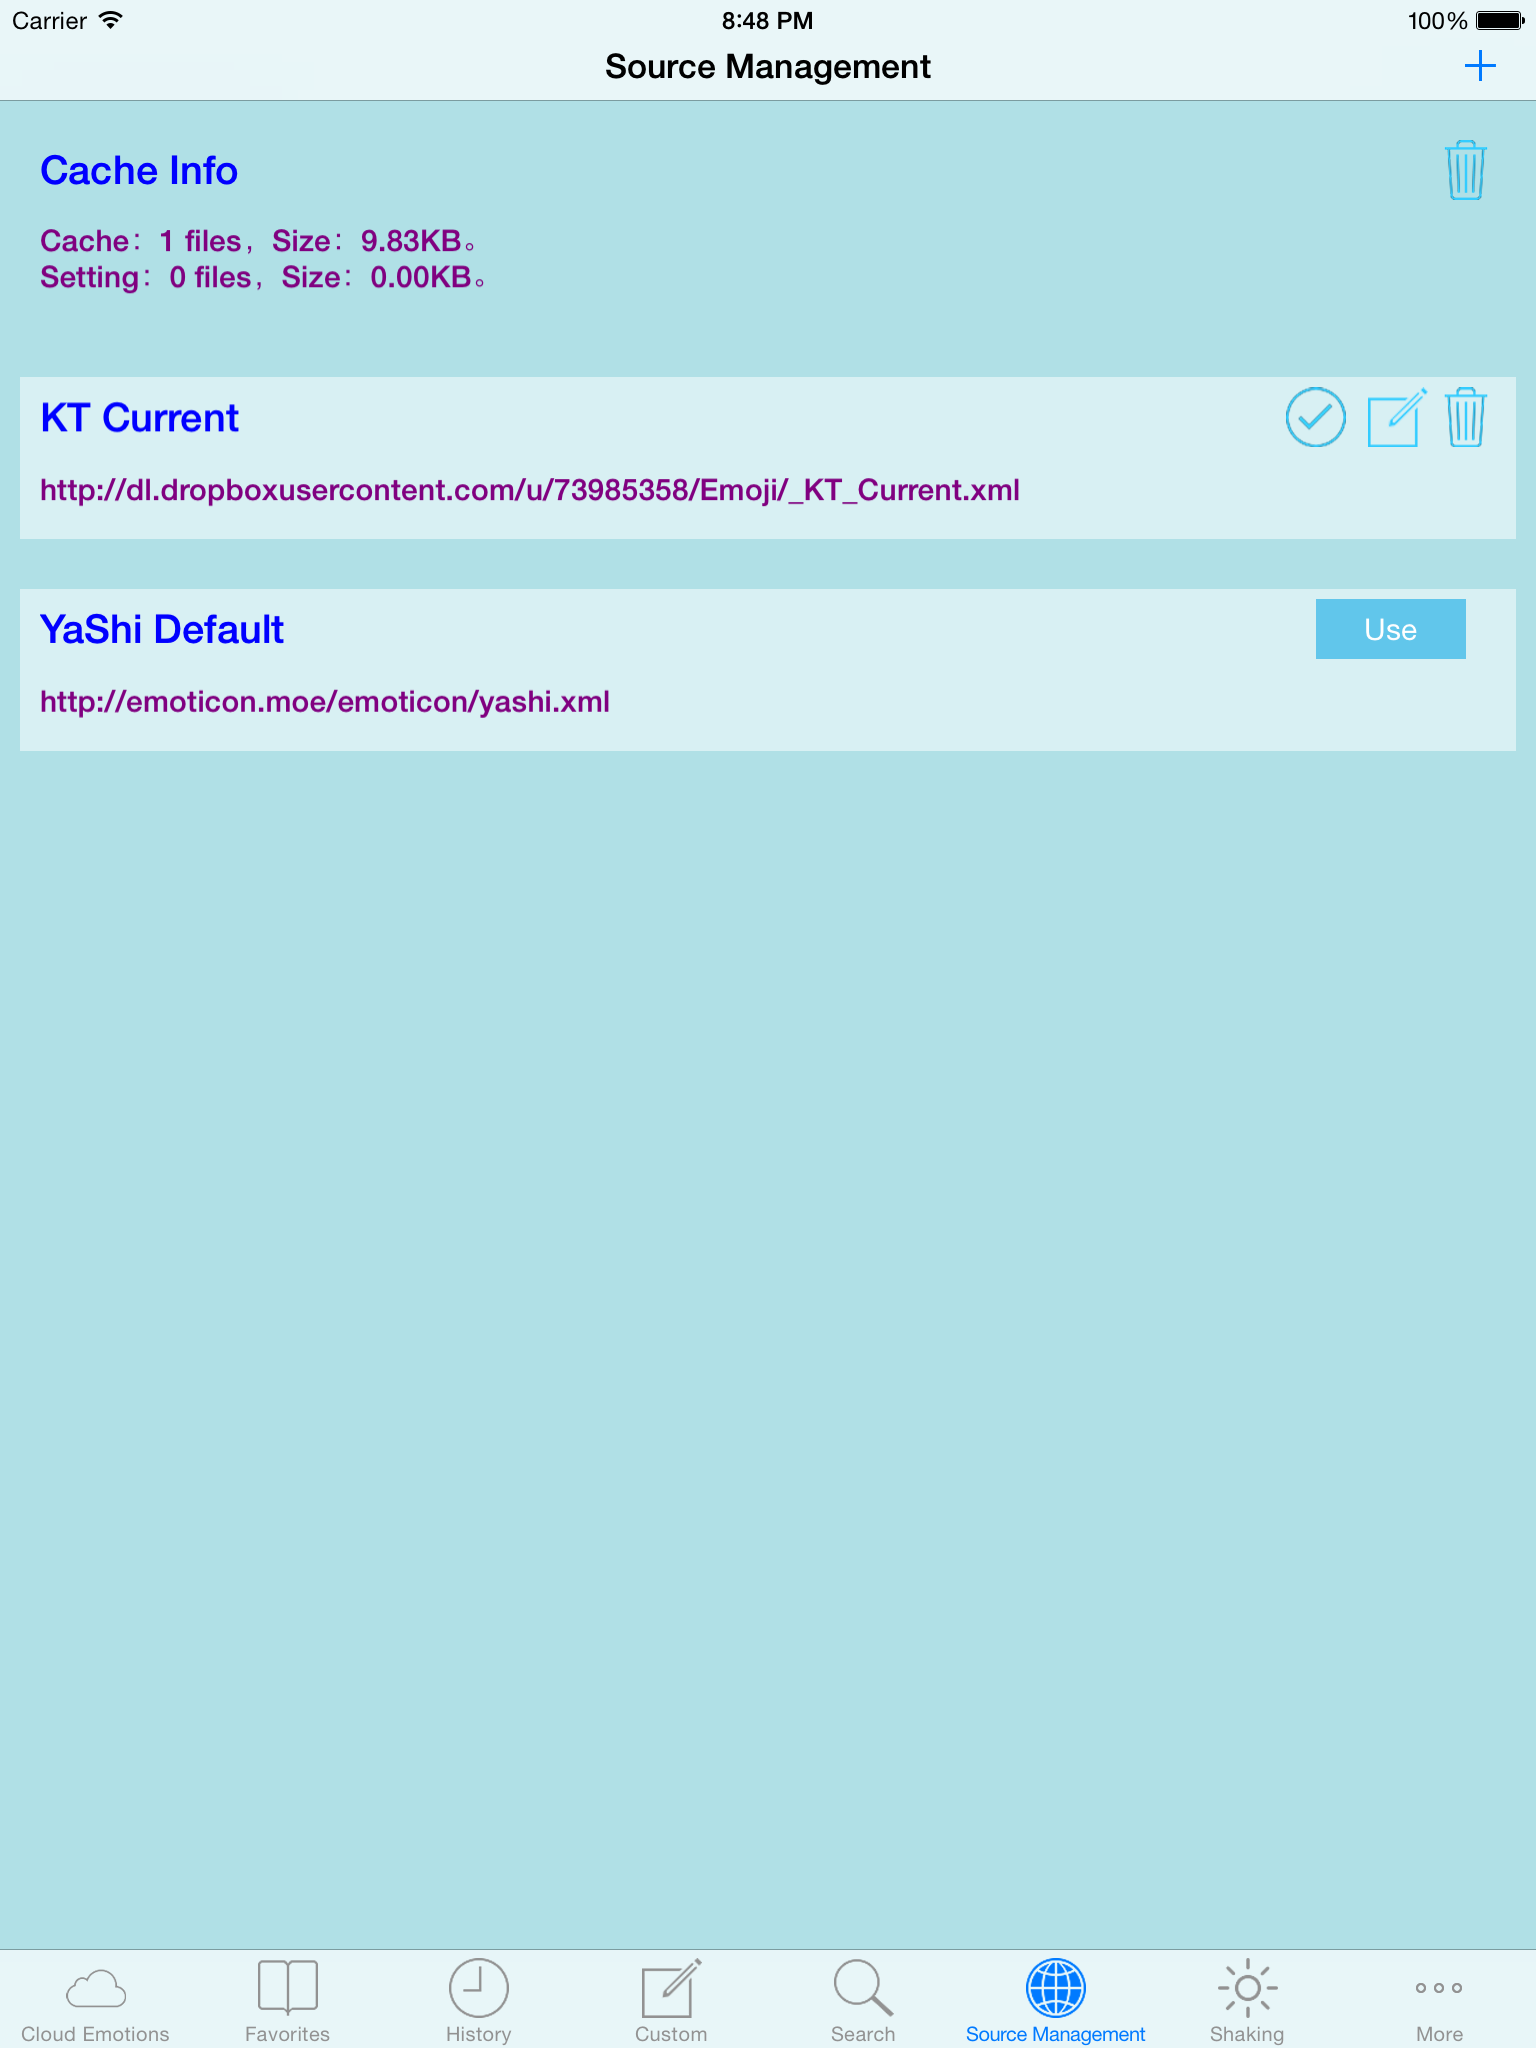 Carrier 8:48 PM 100%
Source Management
Cache Info
Cache： 1 files， Size： 9.83KB。
Setting： 0 files， Size： 0.00KB。
KT Current
http://dl.dropboxusercontent.com/u/73985358/Emoji/_KT_Current.xml
YaShi Default
Use
http://emoticon.moe/emoticon/yashi.xml
Cloud Emotions Favorites History Custom Search Source Management Shaking More